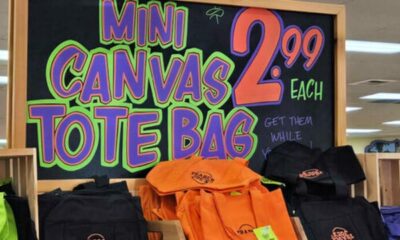 MINI
CANVAS
TOTE BAG
2.99
EACH
GET THEM
WHILE